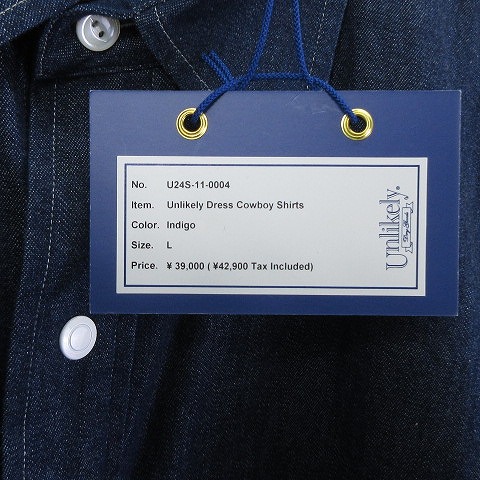 No. U24S-11-0004
Item. Unlikely Dress Cowboy Shirts
Color. Indigo
Size. L
Price. ¥ 39,000 ( ¥42,900 Tax Included)
Unlikely®